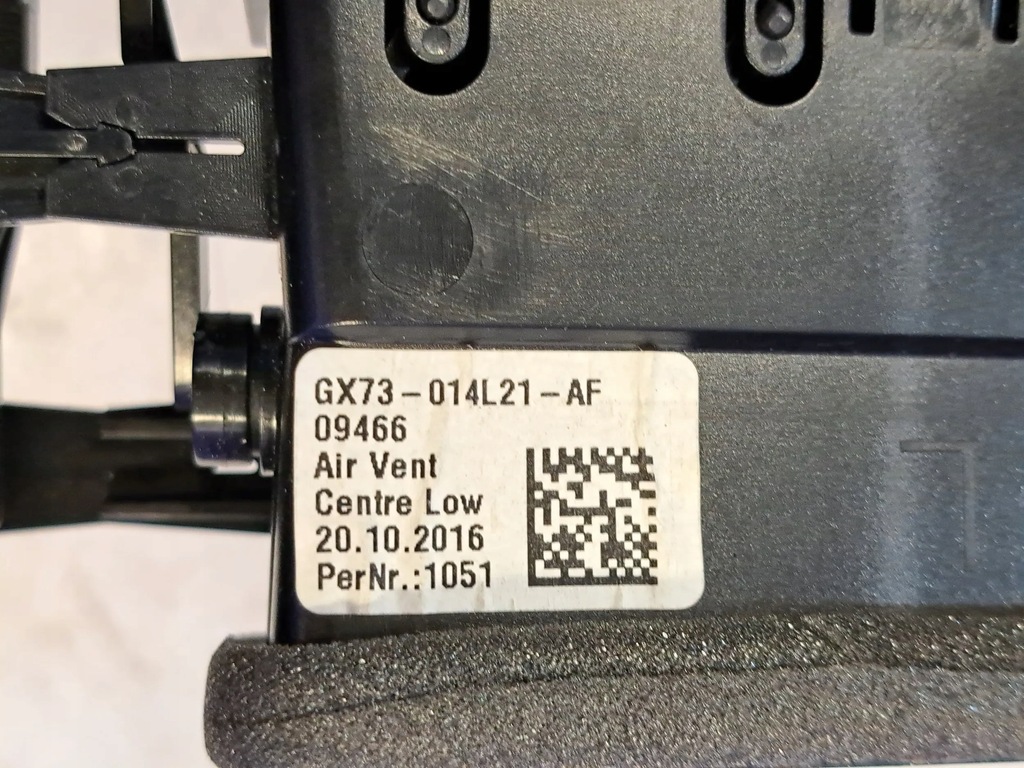 GX73-014L21-AF
09466
Air Vent
Centre Low
20.10.2016
PerNr.:1051
L